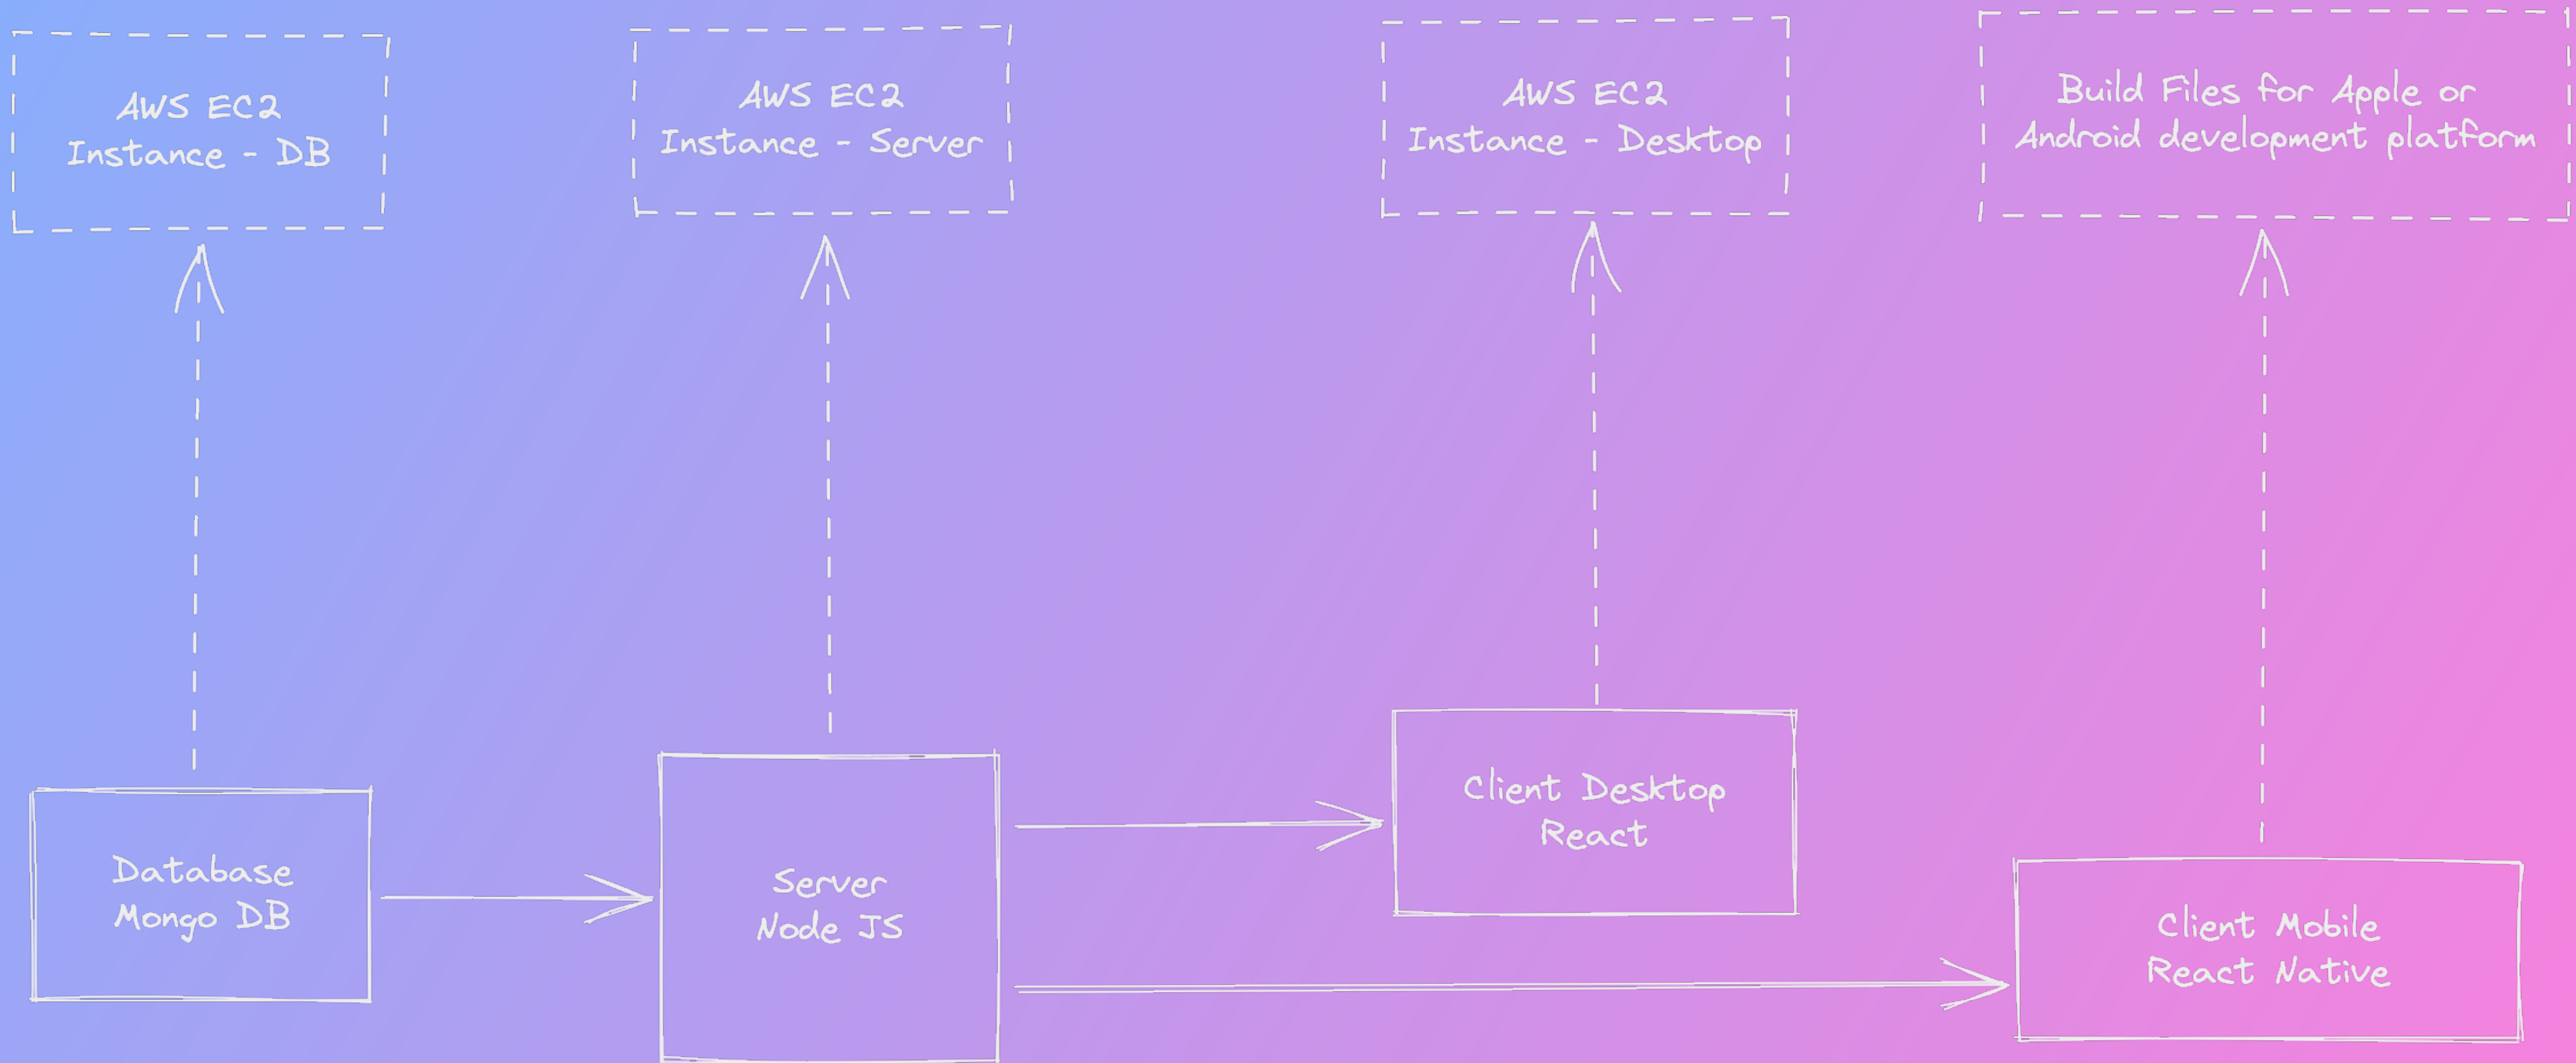 AWS EC2
Instance - DB
AWS EC2
Instance - Server
AWS EC2
Instance - Desktop
Build Files for Apple or
Android development platform
Database
Mongo DB
Server
Node JS
Client Desktop
React
Client Mobile
React Native